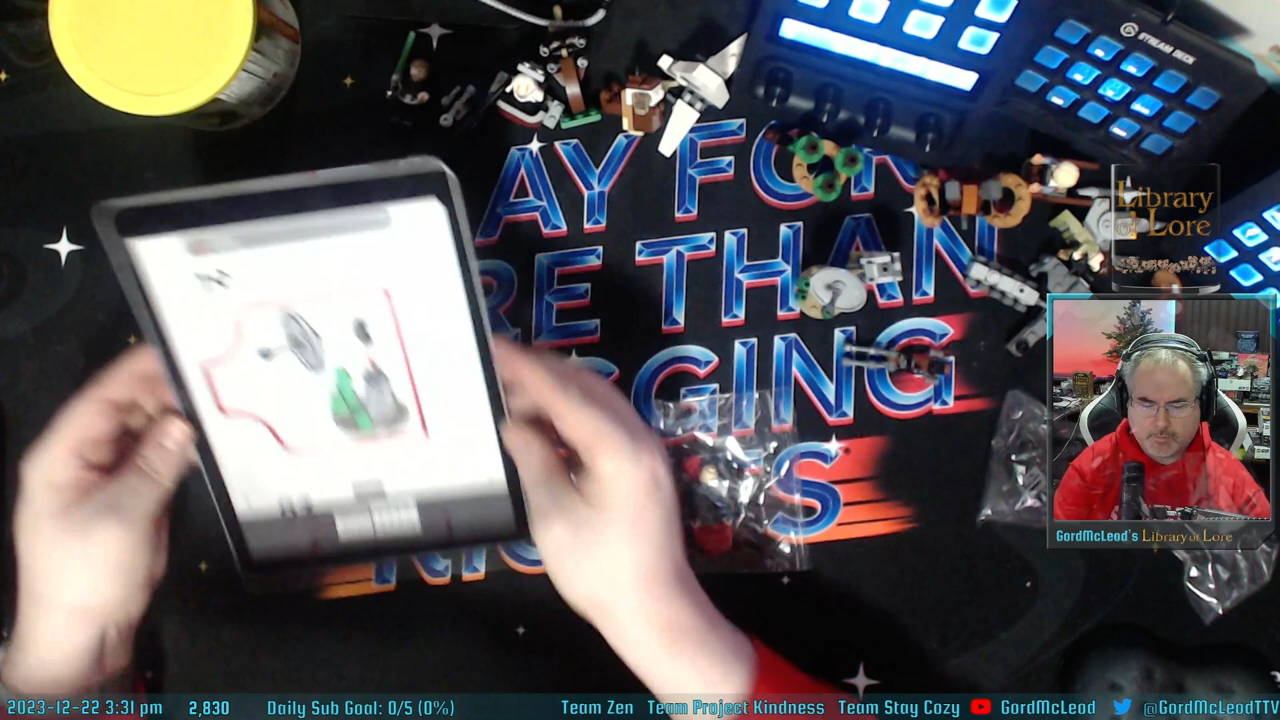 STREAM DECK
AY FOR
RE THAN
GGING
S
Library
of Lore
GordMcLeod's Library of Lore
2023-12-22 3:31 pm 2,830 Daily Sub Goal: 0/5 (0%) Team Zen Team Project Kindness Team Stay Cozy GordMcLeod @GordMcLeodTTV